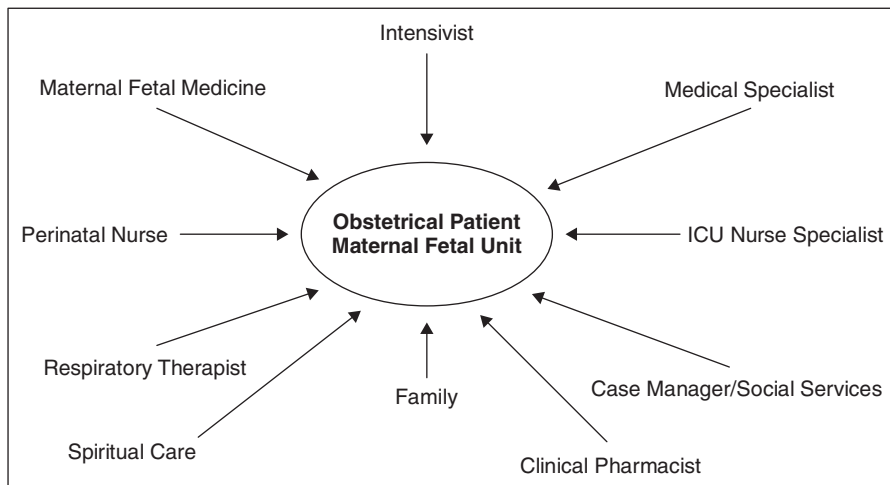 Intensivist
Maternal Fetal Medicine
Medical Specialist
Obstetrical Patient
Maternal Fetal Unit
Perinatal Nurse
ICU Nurse Specialist
Respiratory Therapist
Family
Case Manager/Social Services
Spiritual Care
Clinical Pharmacist